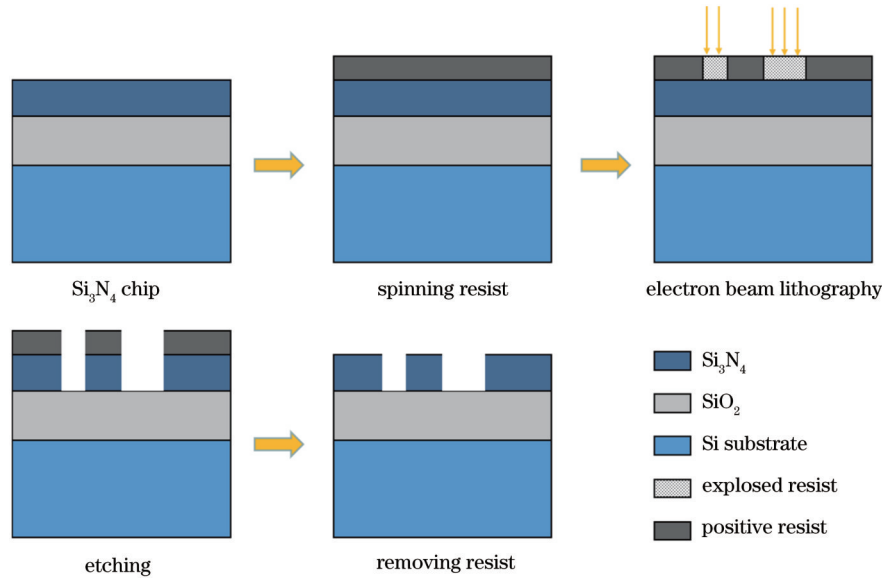 Si₃N₄ chip
spinning resist
electron beam lithography
etching
removing resist
Si₃N₄
SiO₂
Si substrate
explosed resist
positive resist